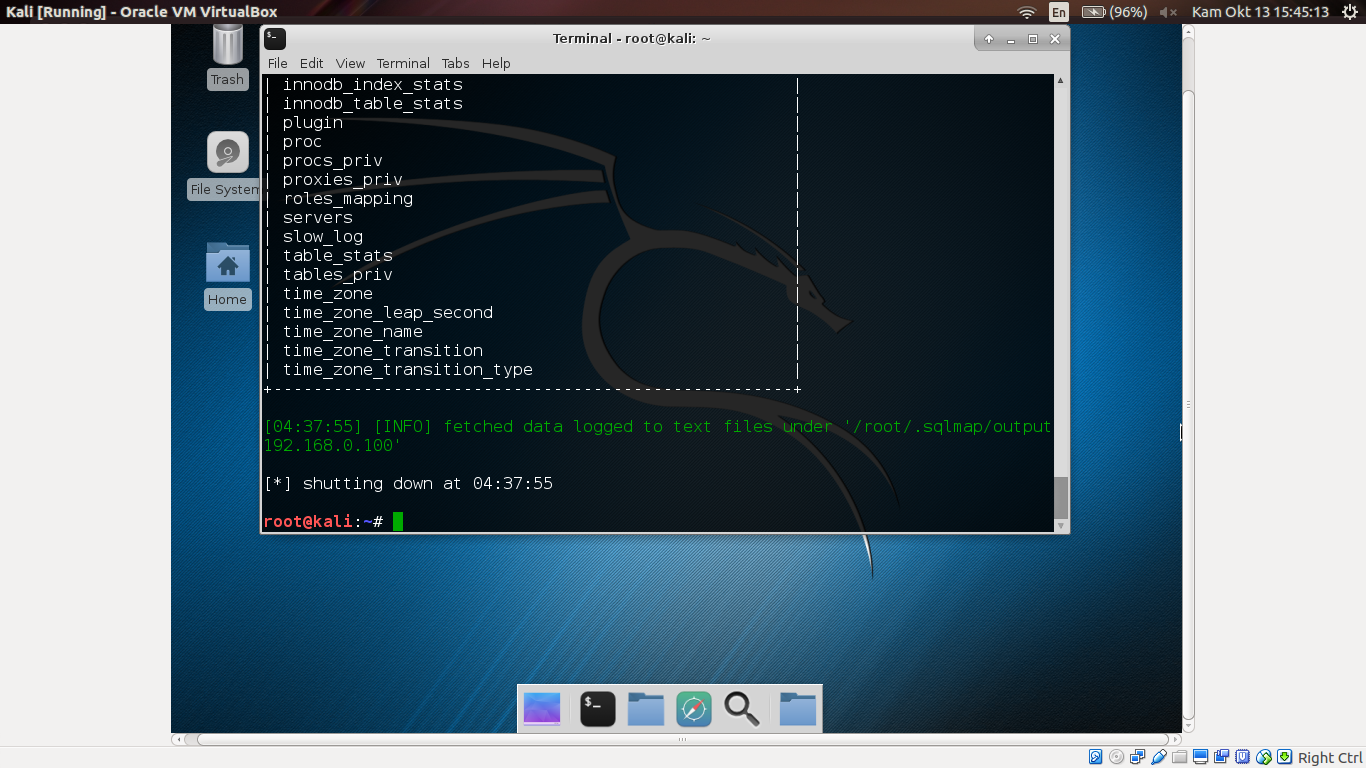 Kali [Running] - Oracle VM VirtualBox
En
(96%)
Kam Okt 13 15:45:13
Trash
File System
Home
Terminal - root@kali: ~
File Edit View Terminal Tabs Help
| innodb_index_stats |
| innodb_table_stats |
| plugin |
| proc |
| procs_priv |
| proxies_priv |
| roles_mapping |
| servers |
| slow_log |
| table_stats |
| tables_priv |
| time_zone |
| time_zone_leap_second |
| time_zone_name |
| time_zone_transition |
| time_zone_transition_type |
+----------------------------------------------------+
[04:37:55] [INFO] fetched data logged to text files under '/root/.sqlmap/output
192.168.0.100'
[*] shutting down at 04:37:55
root@kali:~#
$-
Right Ctrl